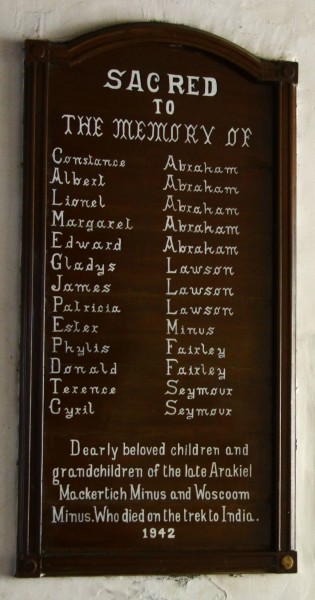 SACRED
TO
THE MEMORY OF
Constance Abraham
Albert Abraham
Lionel Abraham
Margaret Abraham
Edward Abraham
Gladys Lawson
James Lawson
Patricia Lawson
Ester Minus
Phylis Fairley
Donald Fairley
Terence Seymour
Cyril Seymour
Dearly beloved children and
grandchildren of the late Arakiel
Mackertich Minus and Woscoom
Minus. Who died on the trek to India.
1942